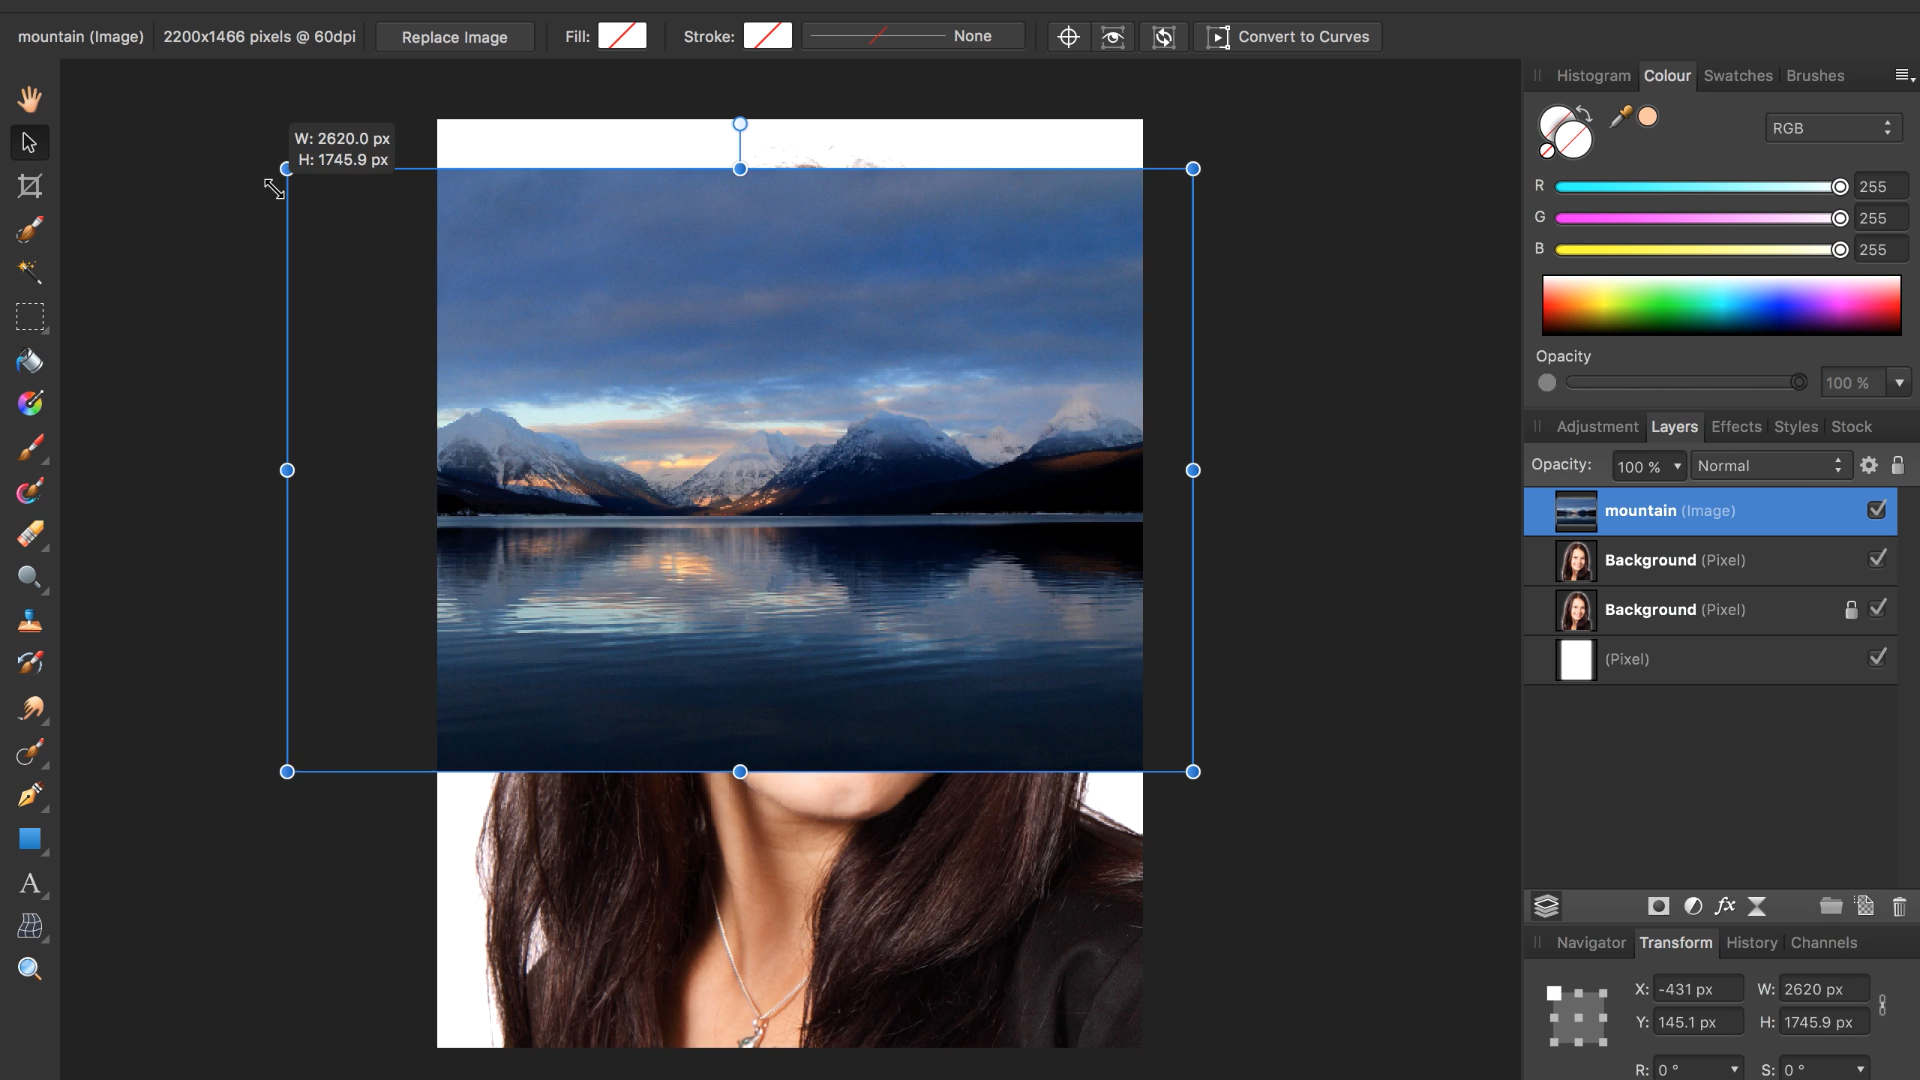 mountain (Image) 2200x1466 pixels @ 60dpi Replace Image Fill: Stroke: None Convert to Curves
W: 2620.0 px
H: 1745.9 px
Histogram Colour Swatches Brushes
RGB
R 255
G 255
B 255
Opacity
100 %
Adjustment Layers Effects Styles Stock
Opacity: 100 % Normal
mountain (Image)
Background (Pixel)
Background (Pixel)
(Pixel)
fx
Navigator Transform History Channels
X: -431 px W: 2620 px
Y: 145.1 px H: 1745.9 px
R: 0 ° S: 0 °
A